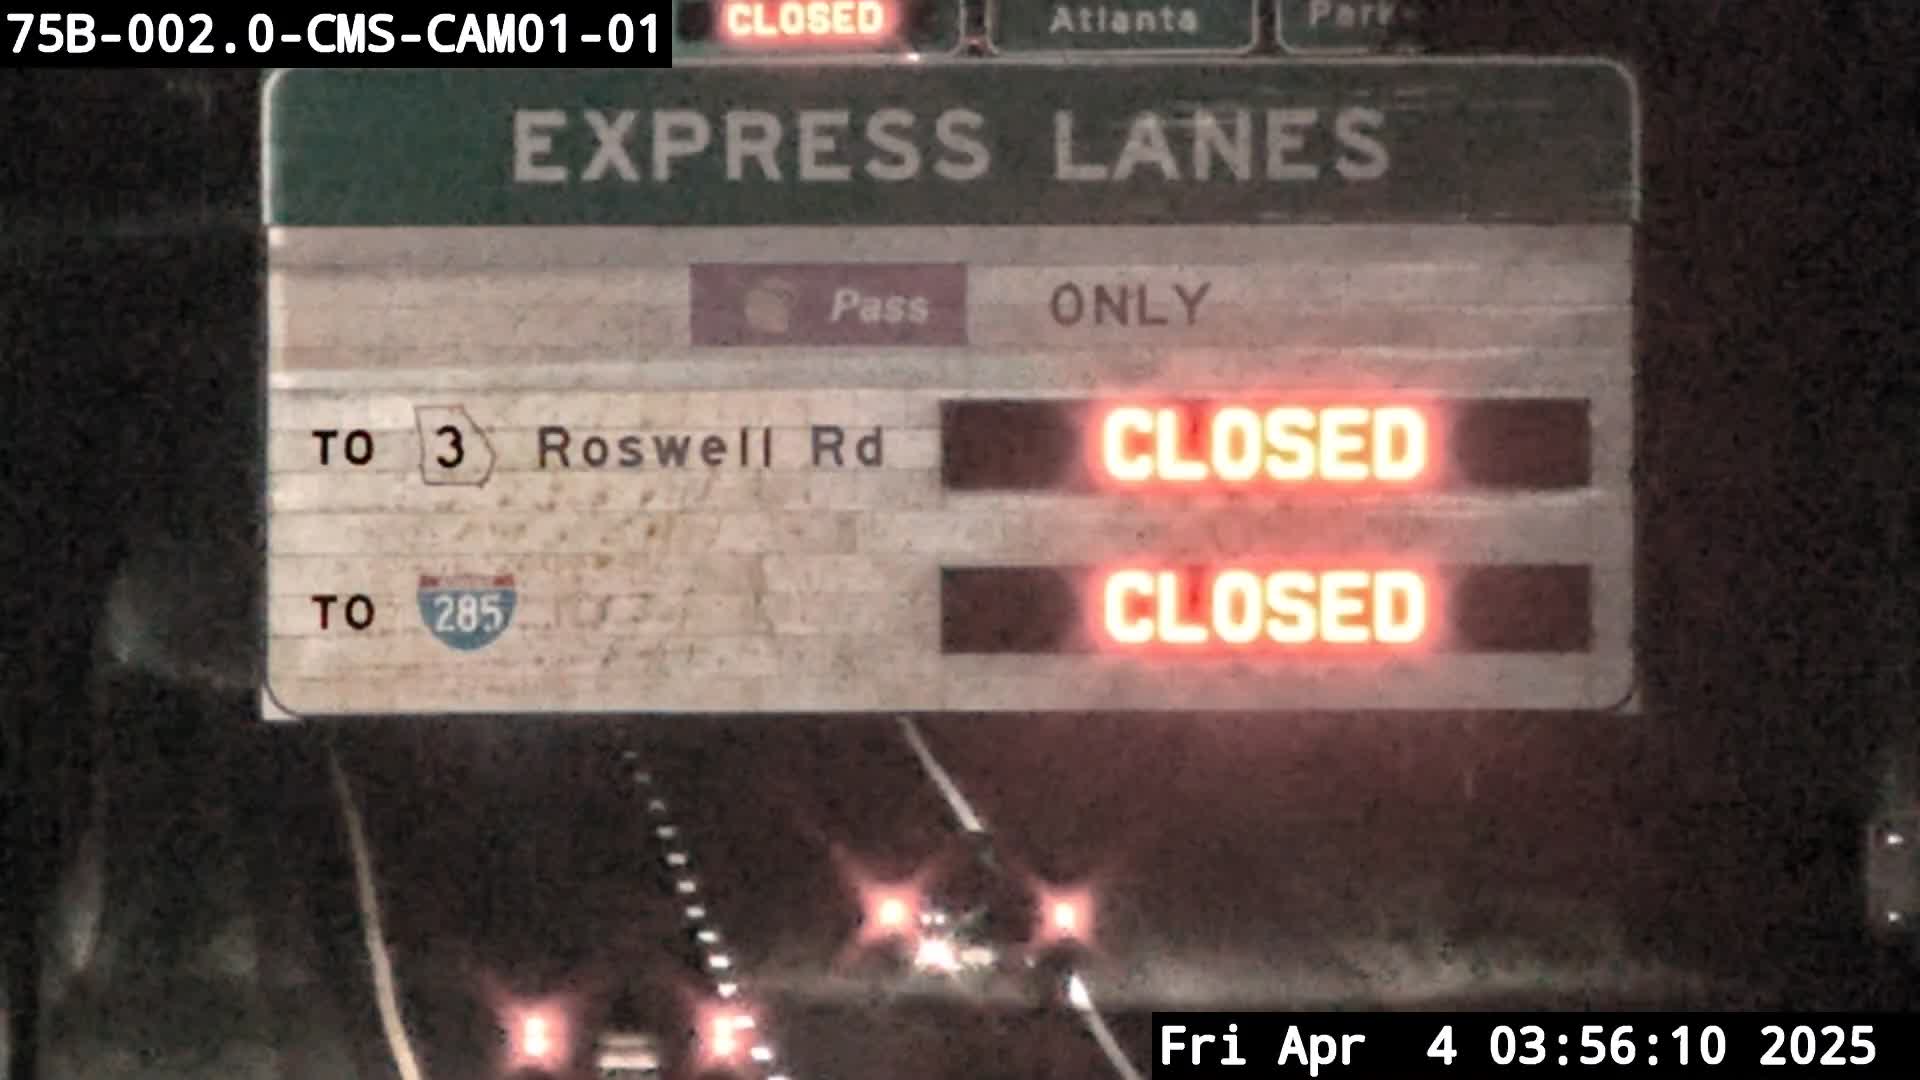 75B-002.0-CMS-CAM01-01
CLOSED
Atlanta
Park
EXPRESS LANES
Pass ONLY
TO 3 Roswell Rd CLOSED
TO 285 CLOSED
Fri Apr 4 03:56:10 2025